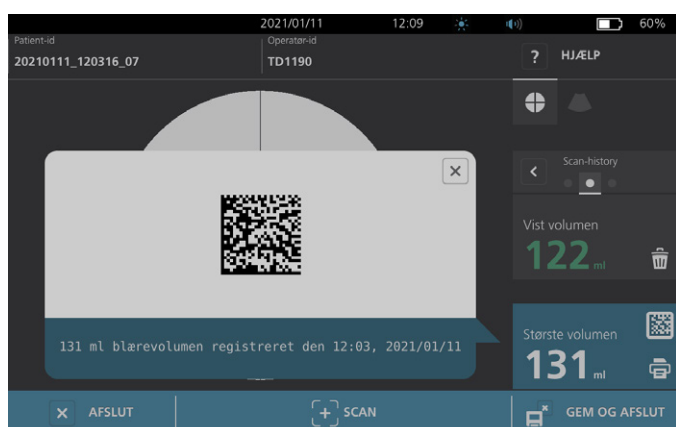 2021/01/11 12:09 60%
Patient-id
20210111_120316_07
Operatør-id
TD1190
? HJÆLP
Scan-history
Vist volumen
122 ml
131 ml blærevolumen registreret den 12:03, 2021/01/11
Største volumen
131 ml
AFSLUT
SCAN
GEM OG AFSLUT